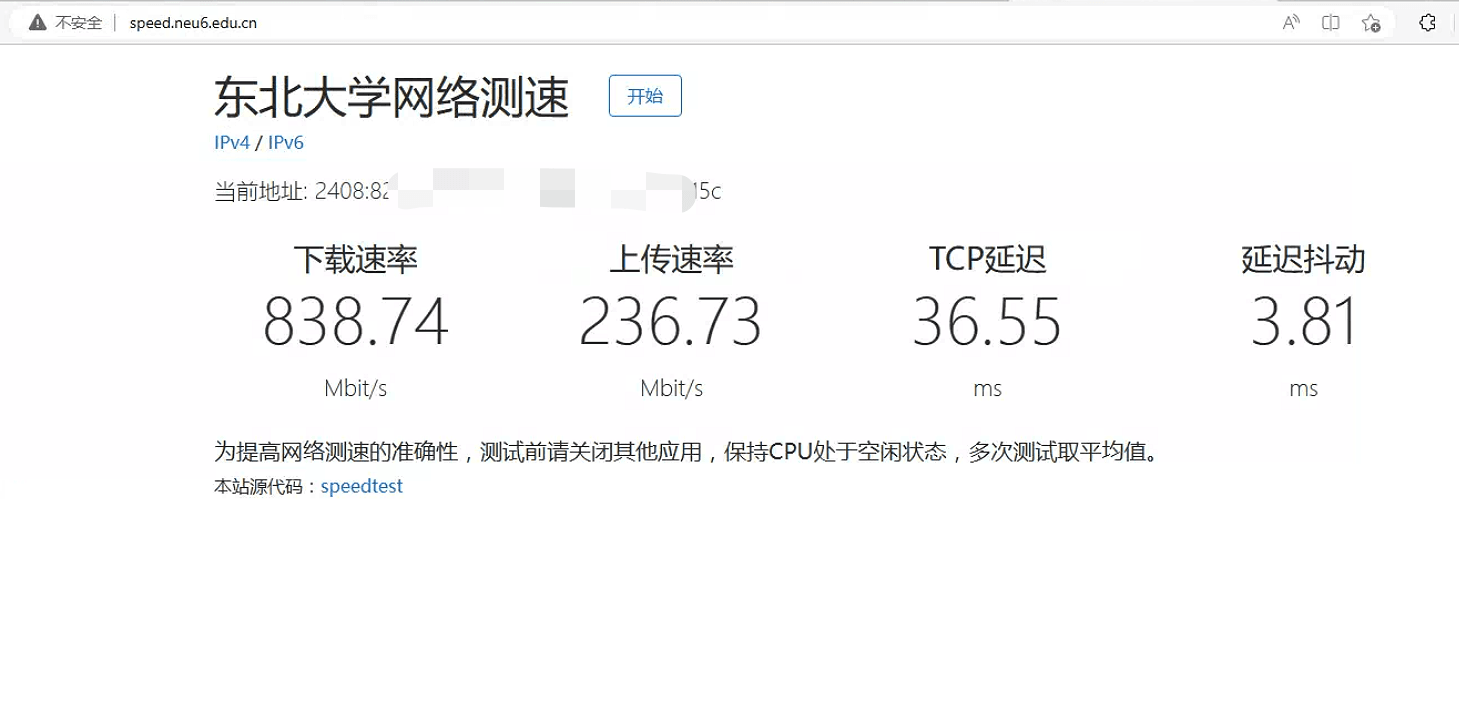 不安全 speed.neu6.edu.cn
东北大学网络测速 开始
IPv4 / IPv6
当前地址: 2408:82 15c
下载速率 上传速率 TCP延迟 延迟抖动
838.74 236.73 36.55 3.81
Mbit/s Mbit/s ms ms
为提高网络测速的准确性，测试前请关闭其他应用，保持CPU处于空闲状态，多次测试取平均值。
本站源代码：speedtest